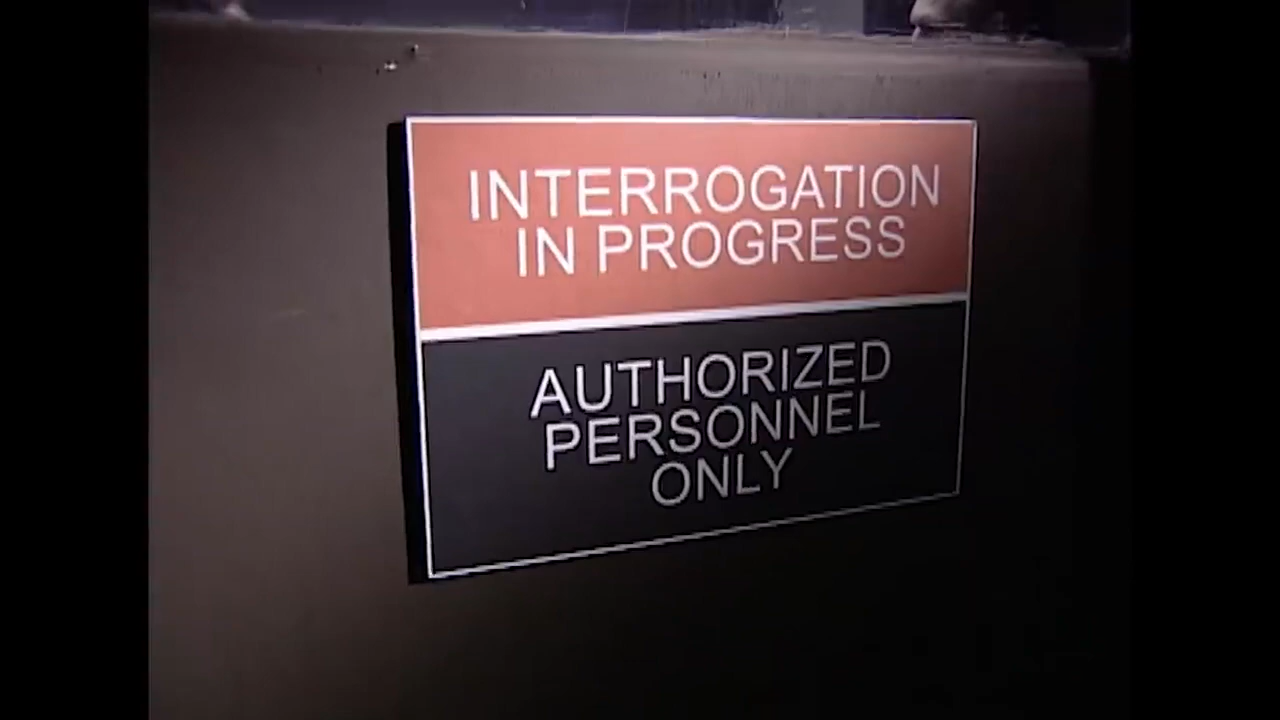 INTERROGATION
IN PROGRESS
AUTHORIZED
PERSONNEL
ONLY